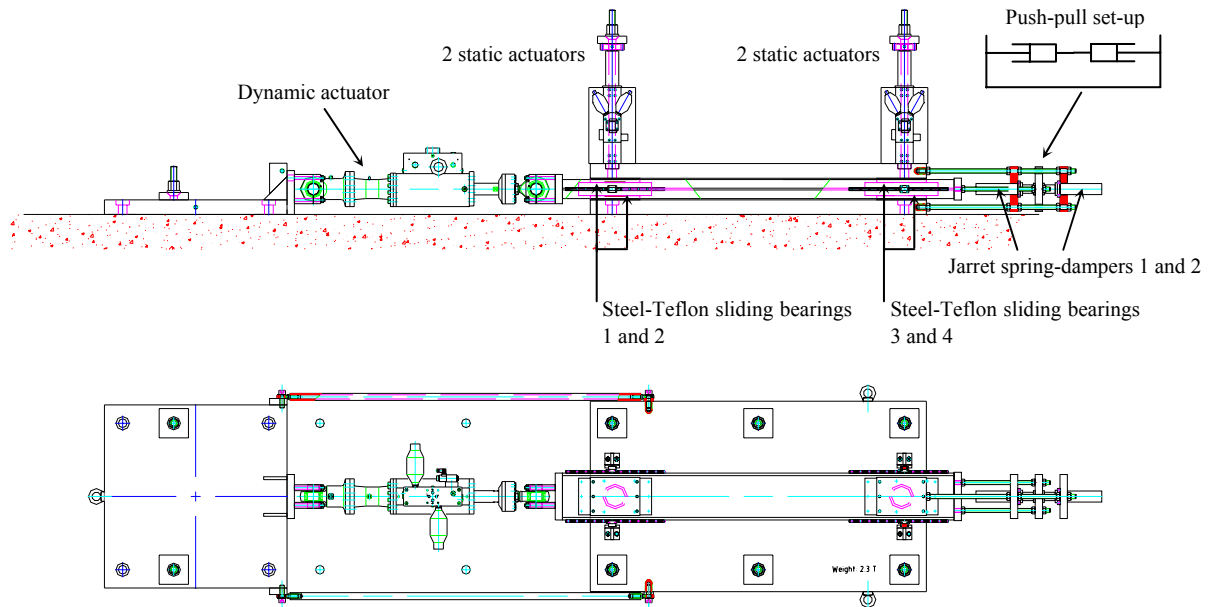 Push-pull set-up
2 static actuators
2 static actuators
Dynamic actuator
Jarret spring-dampers 1 and 2
Steel-Teflon sliding bearings
1 and 2
Steel-Teflon sliding bearings
3 and 4
Weight: 2.3 T